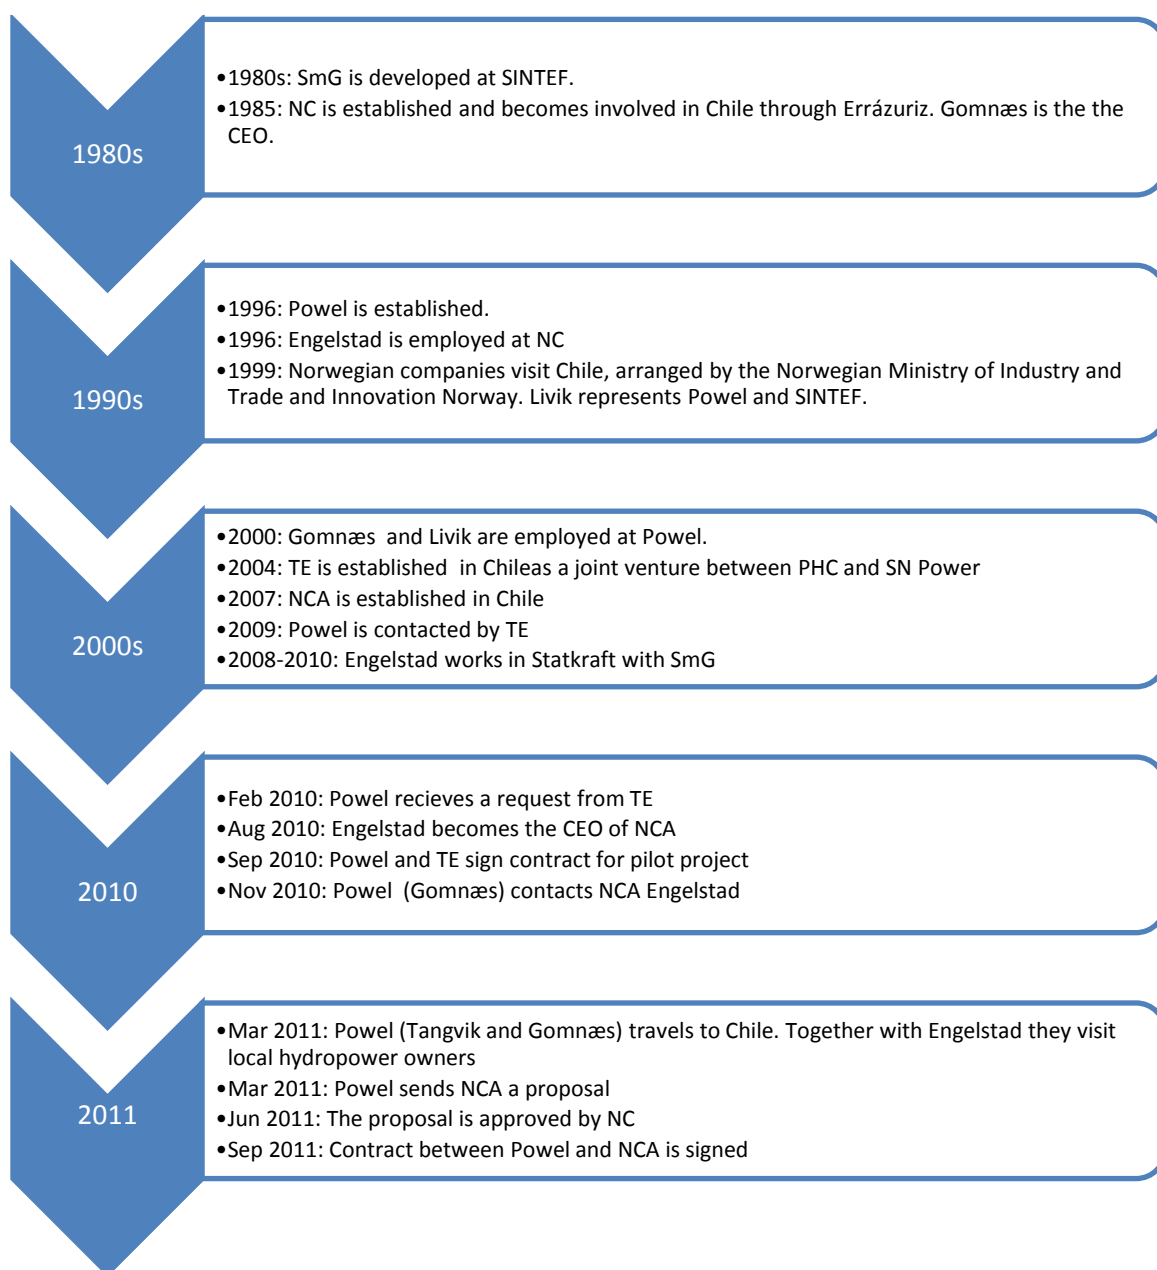 1980s
•1980s: SmG is developed at SINTEF.
•1985: NC is established and becomes involved in Chile through Errázuriz. Gomnæs is the the
CEO.
1990s
•1996: Powel is established.
•1996: Engelstad is employed at NC
•1999: Norwegian companies visit Chile, arranged by the Norwegian Ministry of Industry and
Trade and Innovation Norway. Livik represents Powel and SINTEF.
2000s
•2000: Gomnæs  and Livik are employed at Powel.
•2004: TE is established  in Chileas a joint venture between PHC and SN Power
•2007: NCA is established in Chile
•2009: Powel is contacted by TE
•2008-2010: Engelstad works in Statkraft with SmG
2010
•Feb 2010: Powel recieves a request from TE
•Aug 2010: Engelstad becomes the CEO of NCA
•Sep 2010: Powel and TE sign contract for pilot project
•Nov 2010: Powel  (Gomnæs) contacts NCA Engelstad
2011
•Mar 2011: Powel (Tangvik and Gomnæs) travels to Chile. Together with Engelstad they visit
local hydropower owners
•Mar 2011: Powel sends NCA a proposal
•Jun 2011: The proposal is approved by NC
•Sep 2011: Contract between Powel and NCA is signed